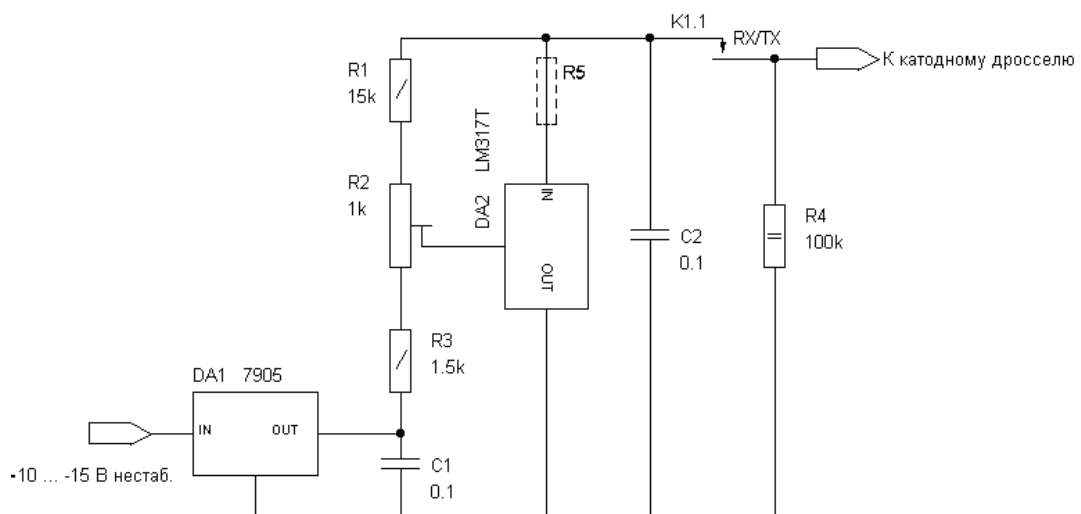 K1.1
RX/TX
К катодному дросселю
R1
15k
R5
LM317T
DA2
R2
1k
IN
OUT
C2
0.1
R4
100k
R3
1.5k
DA1 7905
IN OUT
-10 ... -15 В нестаб.
C1
0.1